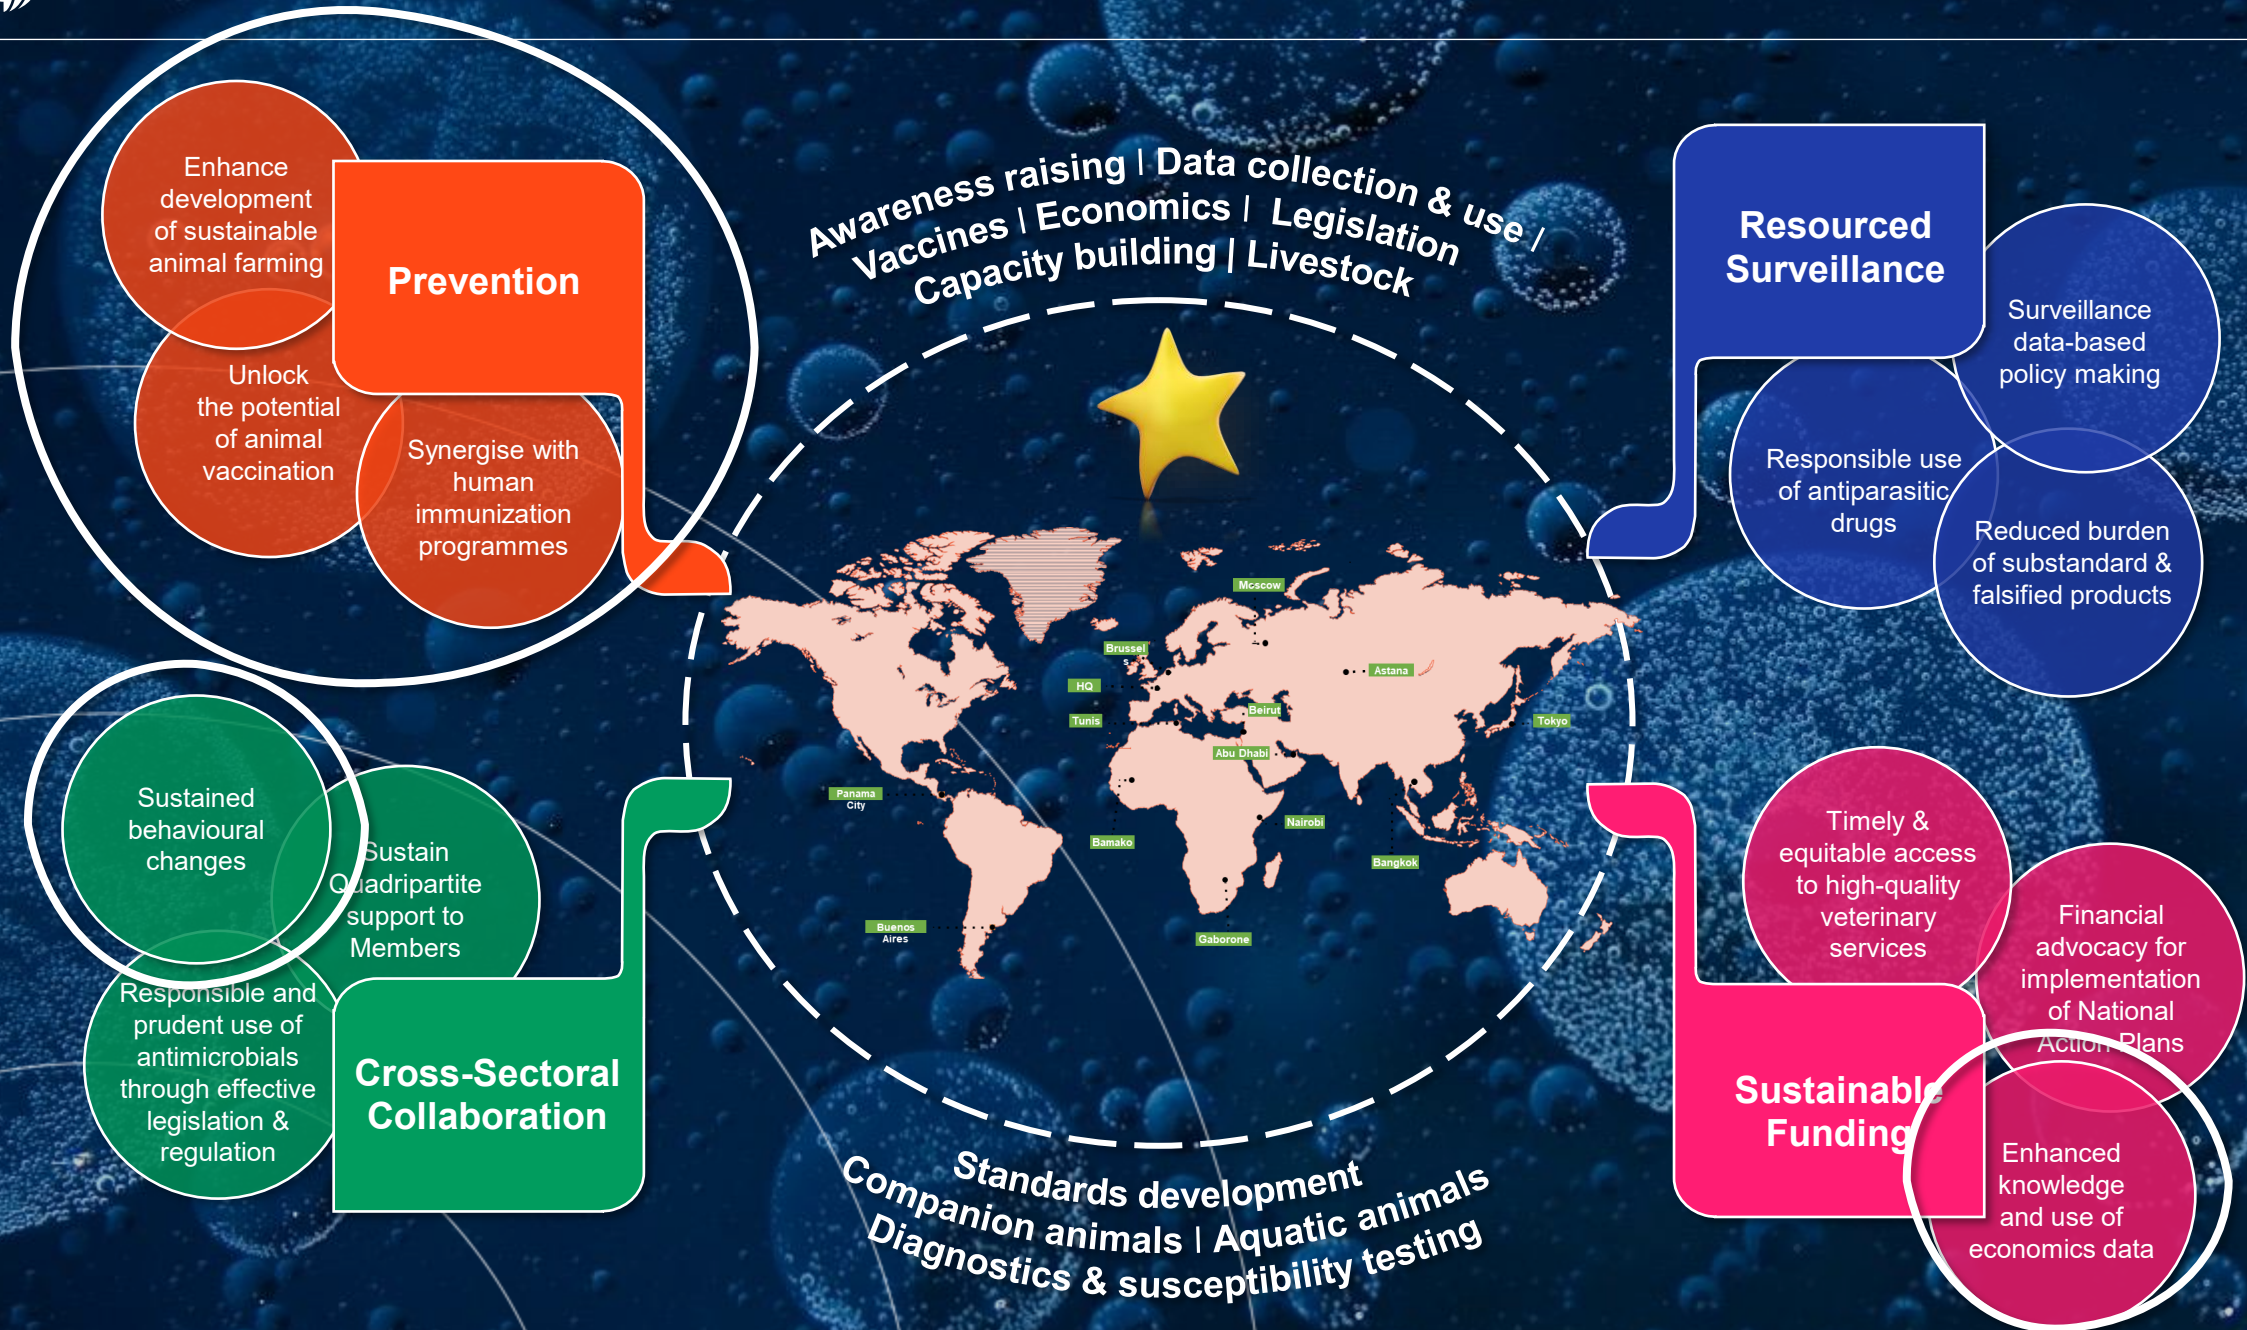 Enhance
development
of sustainable
animal farming
Prevention
Unlock
the potential
of animal
vaccination
Synergise with
human
immunization
programmes
Awareness raising | Data collection & use |
Vaccines | Economics | Legislation
Capacity building | Livestock
Resourced
Surveillance
Surveillance
data-based
policy making
Responsible use
of antiparasitic
drugs
Reduced burden
of substandard &
falsified products
Moscow
Brussel
s
Astana
HQ
Beirut
Tunis
Tokyo
Abu Dhabi
Panama
City
Nairobi
Bamako
Bangkok
Buenos
Aires
Gaborone
Sustained
behavioural
changes
Sustain
Quadripartite
support to
Members
Responsible and
prudent use of
antimicrobials
through effective
legislation &
regulation
Cross-Sectoral
Collaboration
Timely &
equitable access
to high-quality
veterinary
services
Financial
advocacy for
implementation
of National
Action Plans
Sustainable
Funding
Enhanced
knowledge
and use of
economics data
Standards development
Companion animals | Aquatic animals
Diagnostics & susceptibility testing